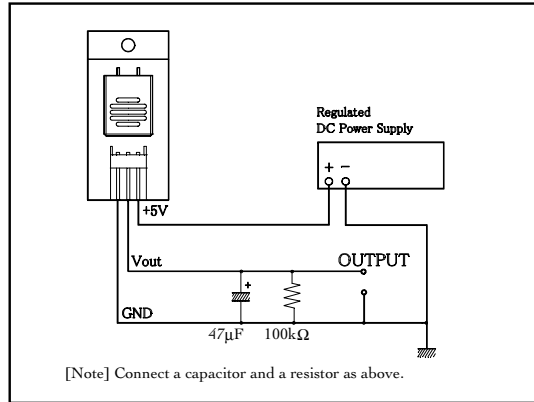 Regulated
DC Power Supply
+ −
+5V
Vout
OUTPUT
+
GND
47µF 100kΩ
[Note] Connect a capacitor and a resistor as above.